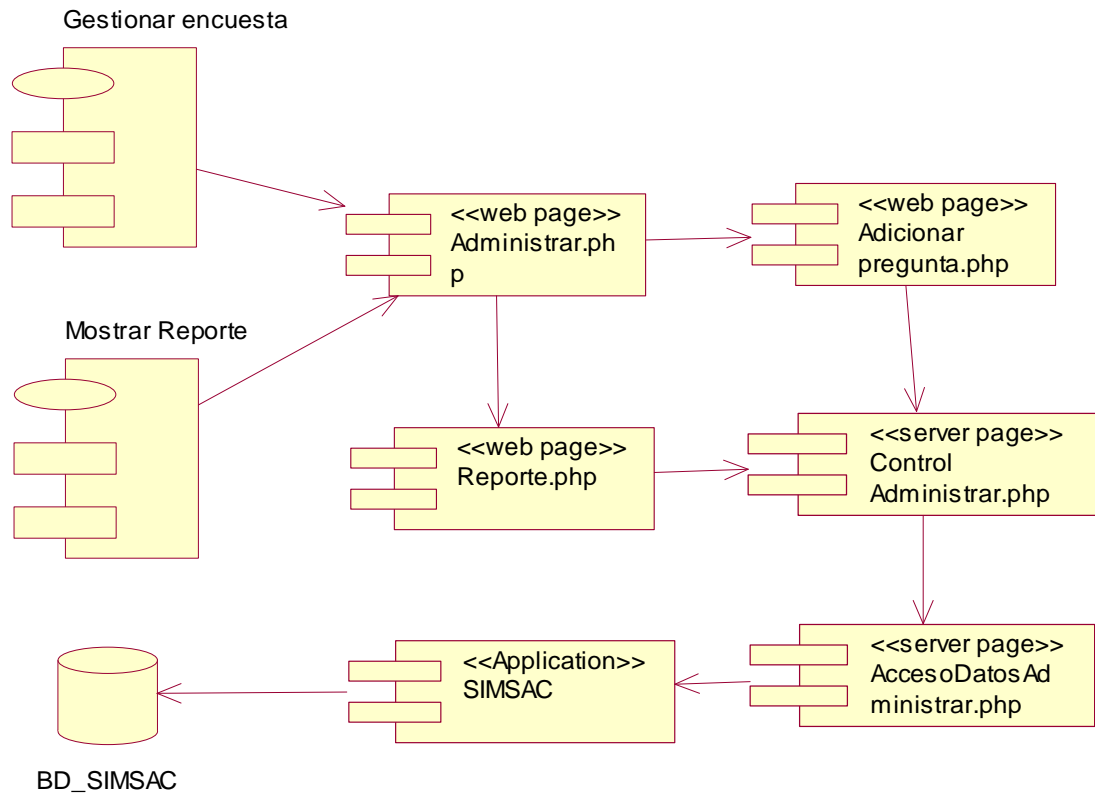 Gestionar encuesta
<<web page>>
Administrar.ph
p
<<web page>>
Adicionar
pregunta.php
Mostrar Reporte
<<web page>>
Reporte.php
<<server page>>
Control
Administrar.php
<<Application>>
SIMSAC
<<server page>>
AccesoDatosAd
ministrar.php
BD_SIMSAC